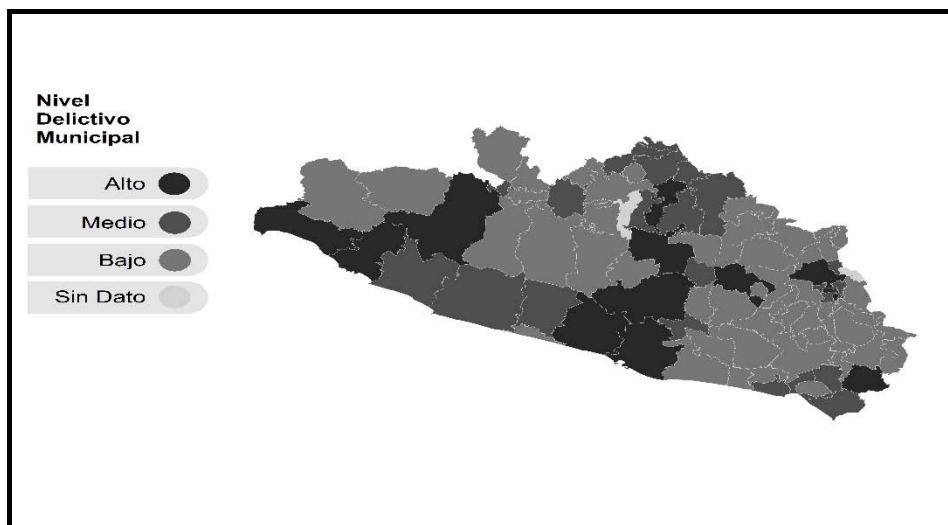 Nivel
Delictivo
Municipal
Alto
Medio
Bajo
Sin Dato